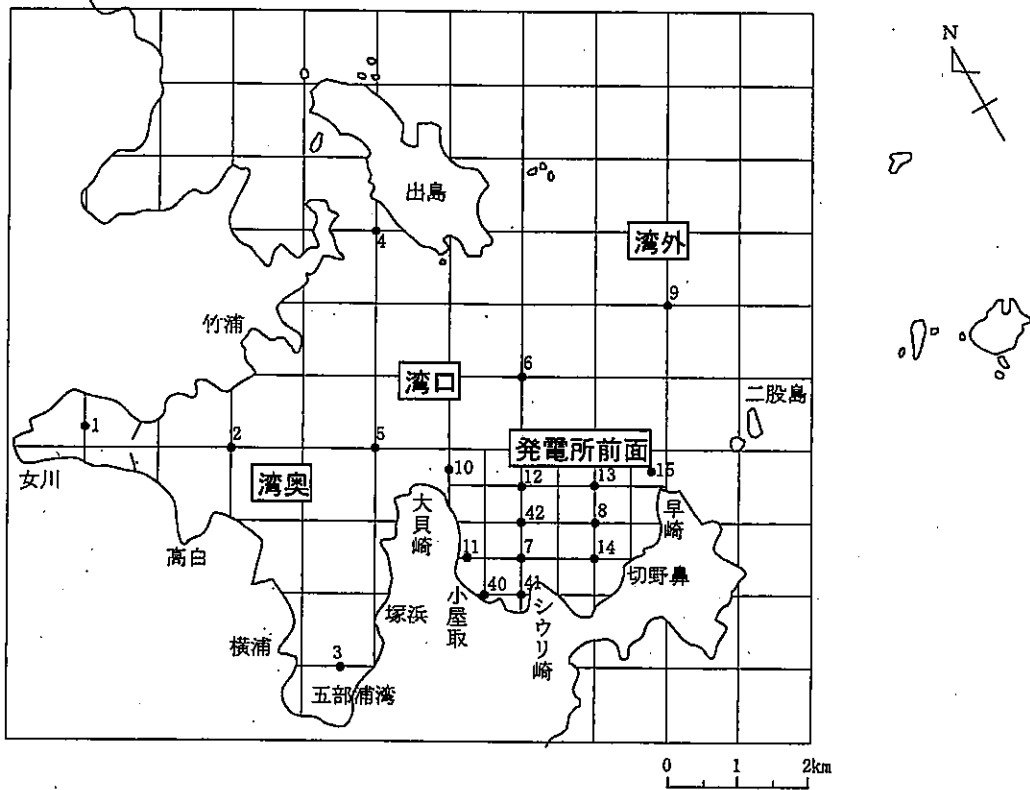 N
出島
湾外
4
9
竹浦
湾口
6
二股島
1
2
5
発電所前面
女川
湾奥
10
12
13
15
大貝崎
早崎
42
8
高白
11
7
14
切野鼻
40
41
小屋取
シウリ崎
塚浜
横浦
3
五部浦湾
0 1 2km